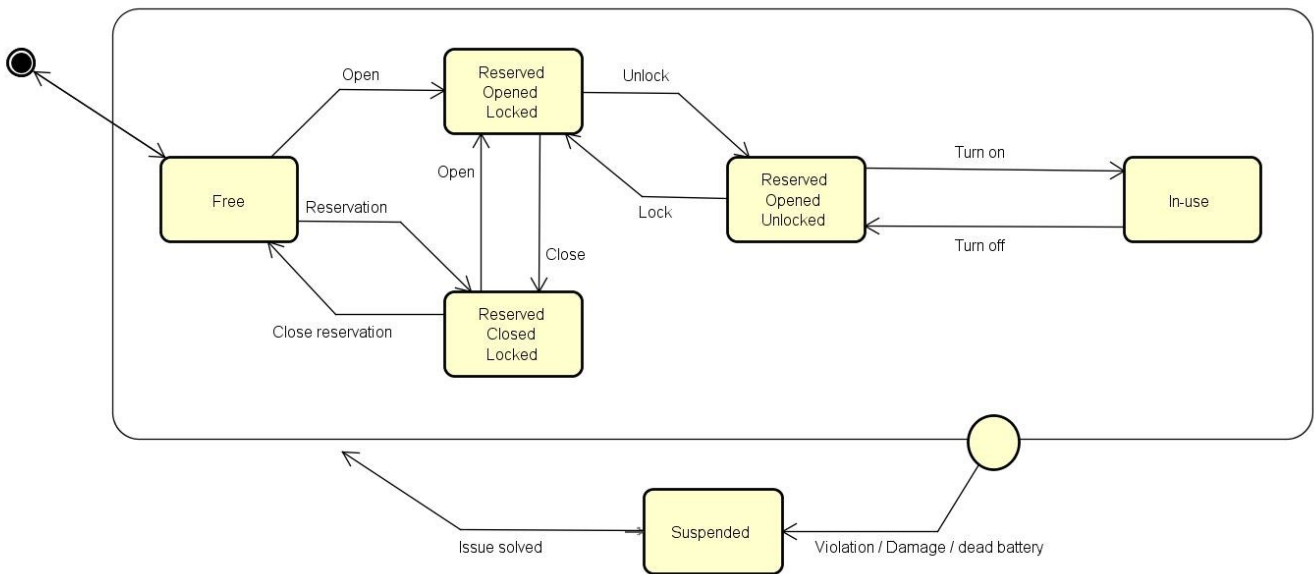 Open
Reserved
Opened
Locked
Unlock
Free
Reservation
Open
Close
Lock
Reserved
Opened
Unlocked
Turn on
Turn off
In-use
Close reservation
Reserved
Closed
Locked
Issue solved
Suspended
Violation / Damage / dead battery